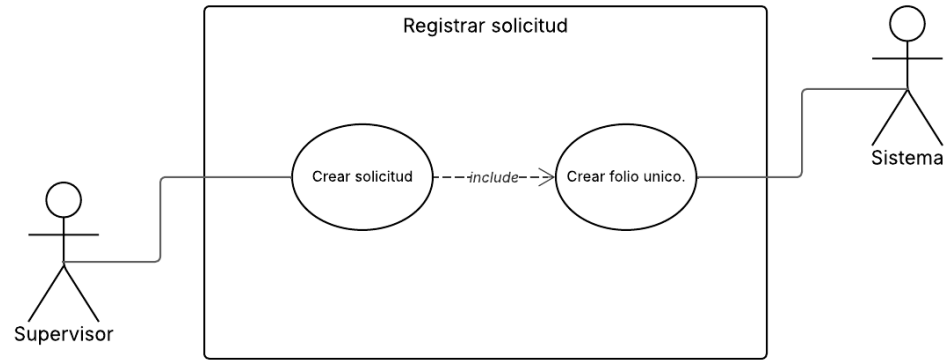 Registrar solicitud
Sistema
Crear solicitud
include
Crear folio unico.
Supervisor